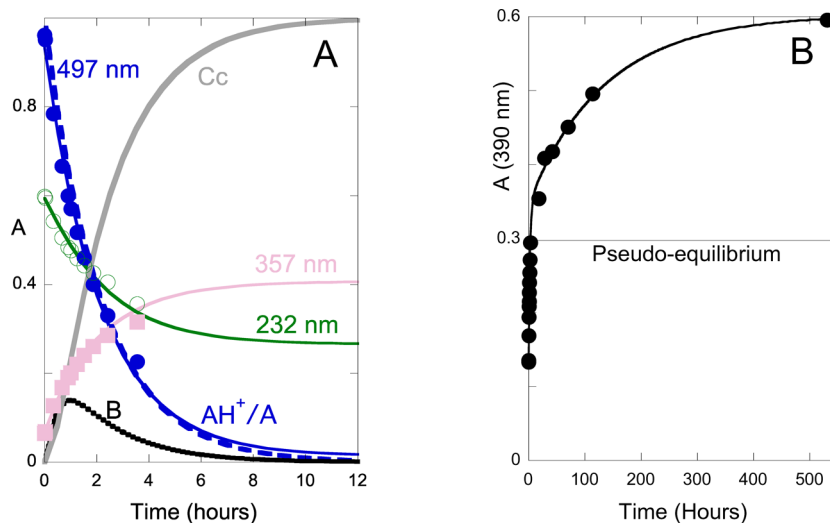 A
497 nm
Cc
0.8
A
0.4
357 nm
232 nm
B
AH⁺/A
0
0 2 4 6 8 10 12
Time (hours)
B
0.6
A (390 nm)
0.3
Pseudo-equilibrium
0
0 100 200 300 400 500
Time (Hours)